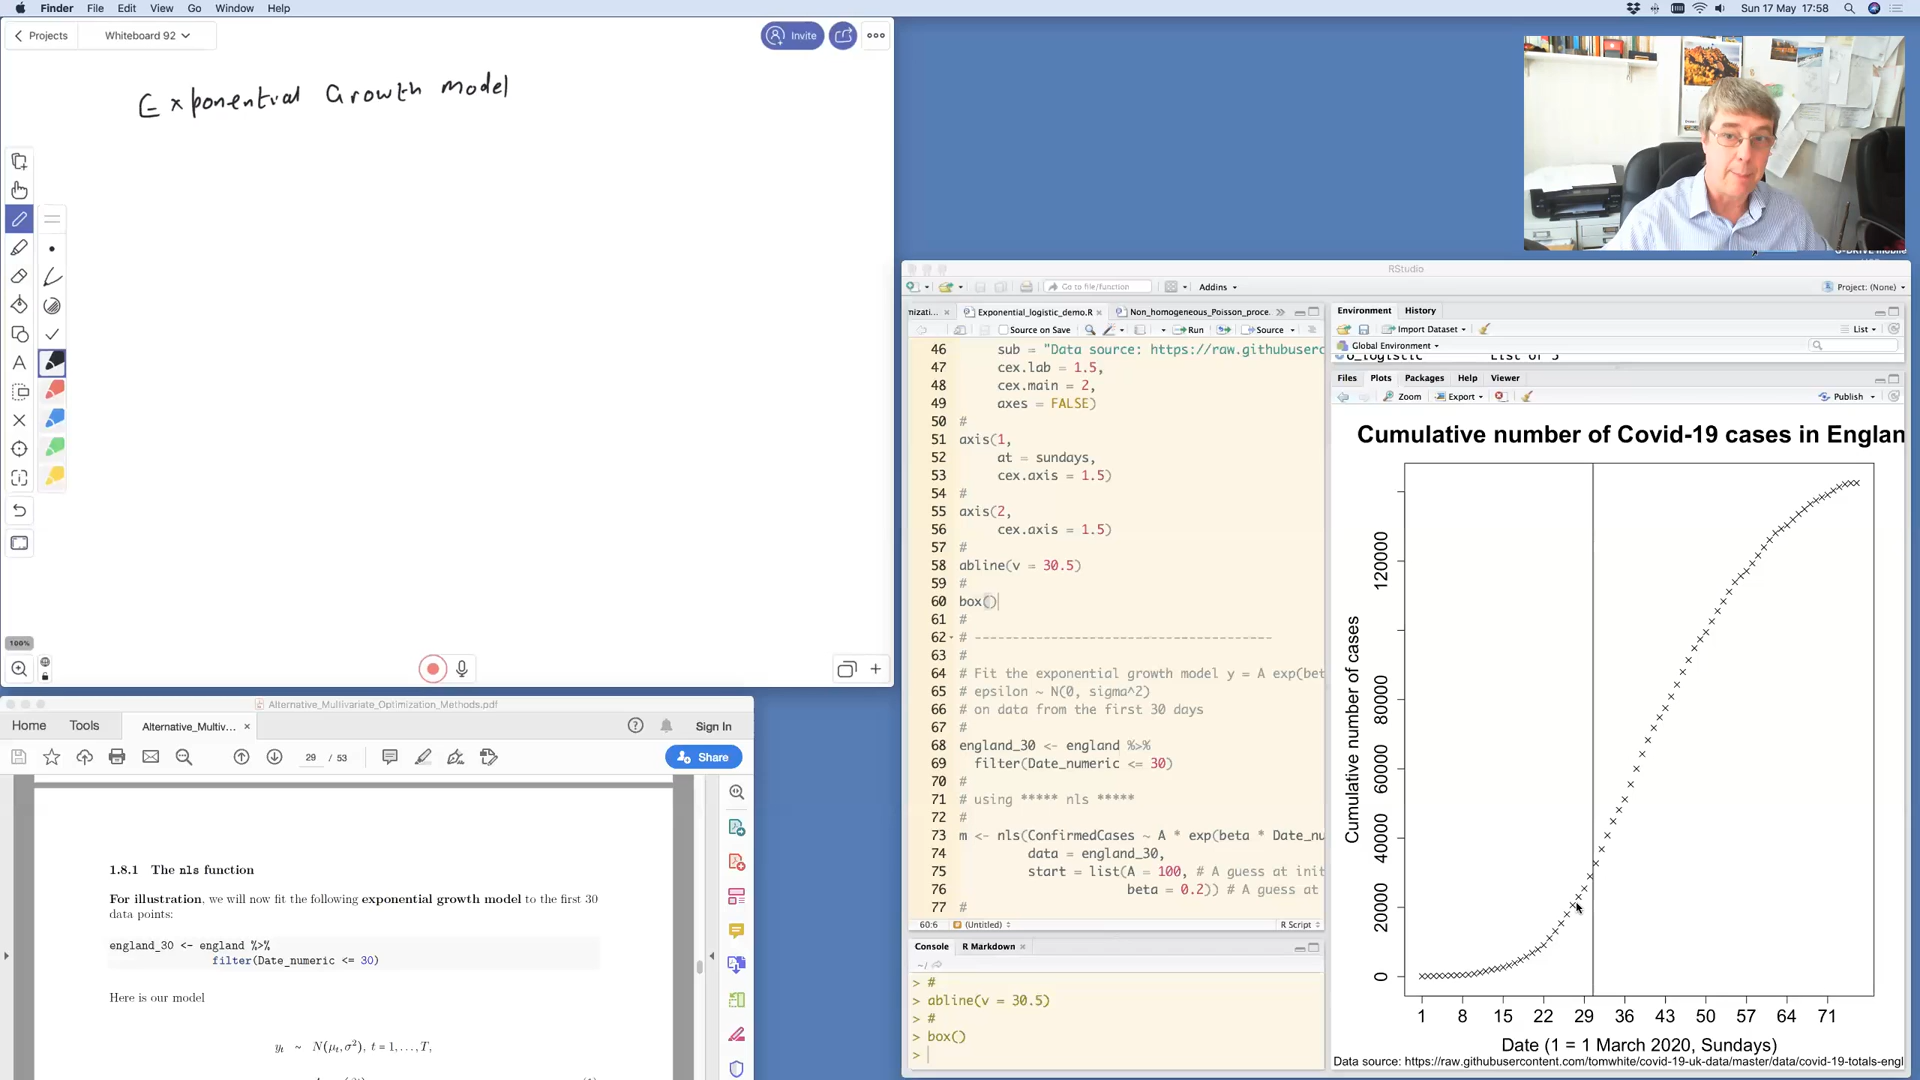 Finder File Edit View Go Window Help
Sun 17 May 17:58
Projects
Whiteboard 92
Invite
Exponential Growth model
100%
Alternative_Multivariate_Optimization_Methods.pdf
Home Tools
Alternative_Multiv... ×
Sign In
29 / 53
Share
1.8.1 The nls function
For illustration, we will now fit the following exponential growth model to the first 30
data points:
england_30 <- england %>%
filter(Date_numeric <= 30)
Here is our model
yt ~ N(μt, σ²), t = 1, . . . , T,
RStudio
Go to file/function
Addins
Project: (None)
mizati... ×
Exponential_logistic_demo.R ×
Non_homogeneous_Poisson_proce.
Source on Save
Run
Source
46 sub = "Data source: https://raw.githubuserc
47 cex.lab = 1.5,
48 cex.main = 2,
49 axes = FALSE)
50 #
51 axis(1,
52 at = sundays,
53 cex.axis = 1.5)
54 #
55 axis(2,
56 cex.axis = 1.5)
57 #
58 abline(v = 30.5)
59 #
60 box()
61 #
62 # ---------------------------------------
63 #
64 # Fit the exponential growth model y = A exp(bet
65 # epsilon ~ N(0, sigma^2)
66 # on data from the first 30 days
67 #
68 england_30 <- england %>%
69 filter(Date_numeric <= 30)
70 #
71 # using ***** nls *****
72 #
73 m <- nls(ConfirmedCases ~ A * exp(beta * Date_nu
74 data = england_30,
75 start = list(A = 100, # A guess at init
76 beta = 0.2)) # A guess at
77 #
60:6
(Untitled)
R Script
Console R Markdown ×
~/
> #
> abline(v = 30.5)
> #
> box()
>
Environment History
Import Dataset
List
Global Environment
Files Plots Packages Help Viewer
Zoom Export
Publish
Cumulative number of Covid-19 cases in Englan
Cumulative number of cases
120000
80000
60000
40000
20000
0
1 8 15 22 29 36 43 50 57 64 71
Date (1 = 1 March 2020, Sundays)
Data source: https://raw.githubusercontent.com/tomwhite/covid-19-uk-data/master/data/covid-19-totals-engl